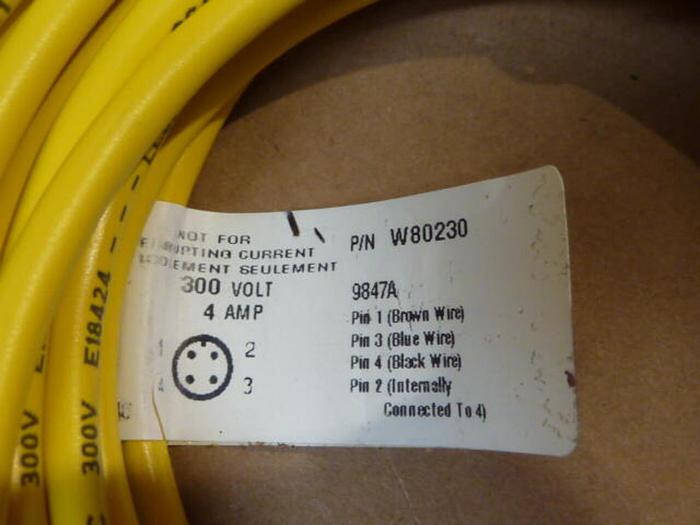 NOT FOR
RUPTING CURRENT
EMENT SEULEMENT
300 VOLT
4 AMP
1 2
4 3
P/N W80230
9847A
Pin 1 (Brown Wire)
Pin 3 (Blue Wire)
Pin 4 (Black Wire)
Pin 2 (Internally
Connected To 4)
300V E18424 ---
300V